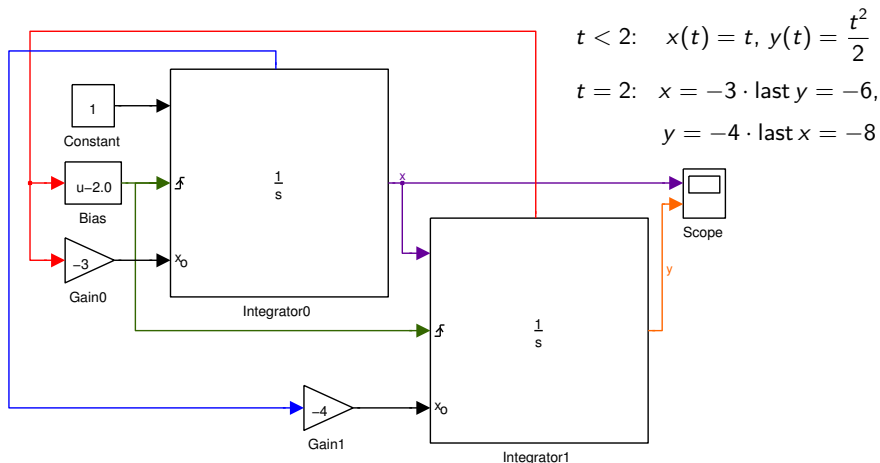 t < 2: x(t) = t, y(t) = t²/2
t = 2: x = −3 · last y = −6,
y = −4 · last x = −8
1
Constant
u−2.0
Bias
−3
Gain0
1/s
x₀
Integrator0
x
Scope
y
1/s
x₀
Integrator1
−4
Gain1